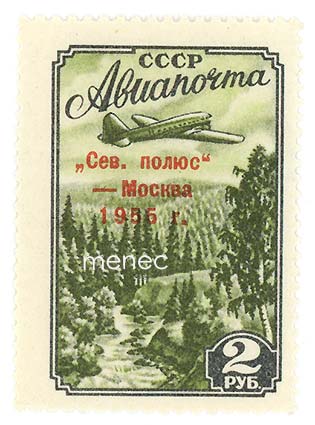 СССР
Авиапочта
„Сев. полюс“
—Москва
1955 г.
menec
2
РУБ.